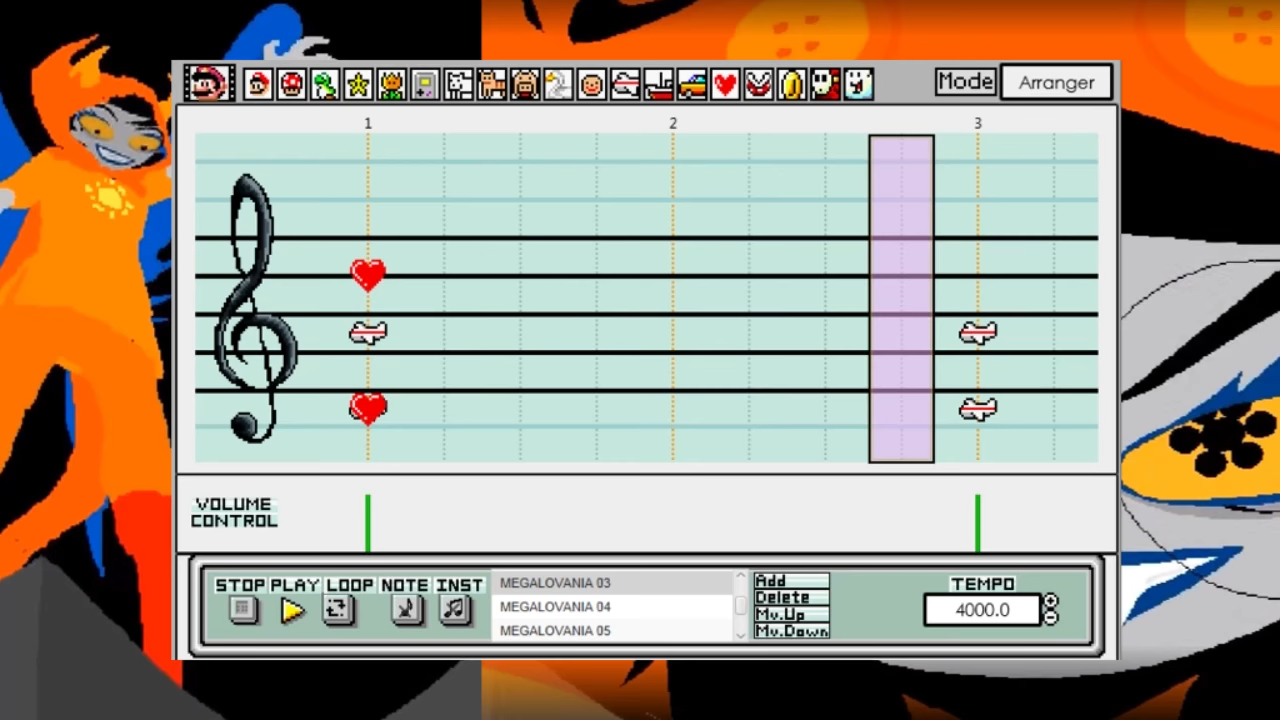 Mode Arranger
1 2 3
VOLUME
CONTROL
STOP PLAY LOOP NOTE INST
MEGALOVANIA 03
MEGALOVANIA 04
MEGALOVANIA 05
Add
Delete
Mv.Up
Mv.Down
TEMPO
4000.0